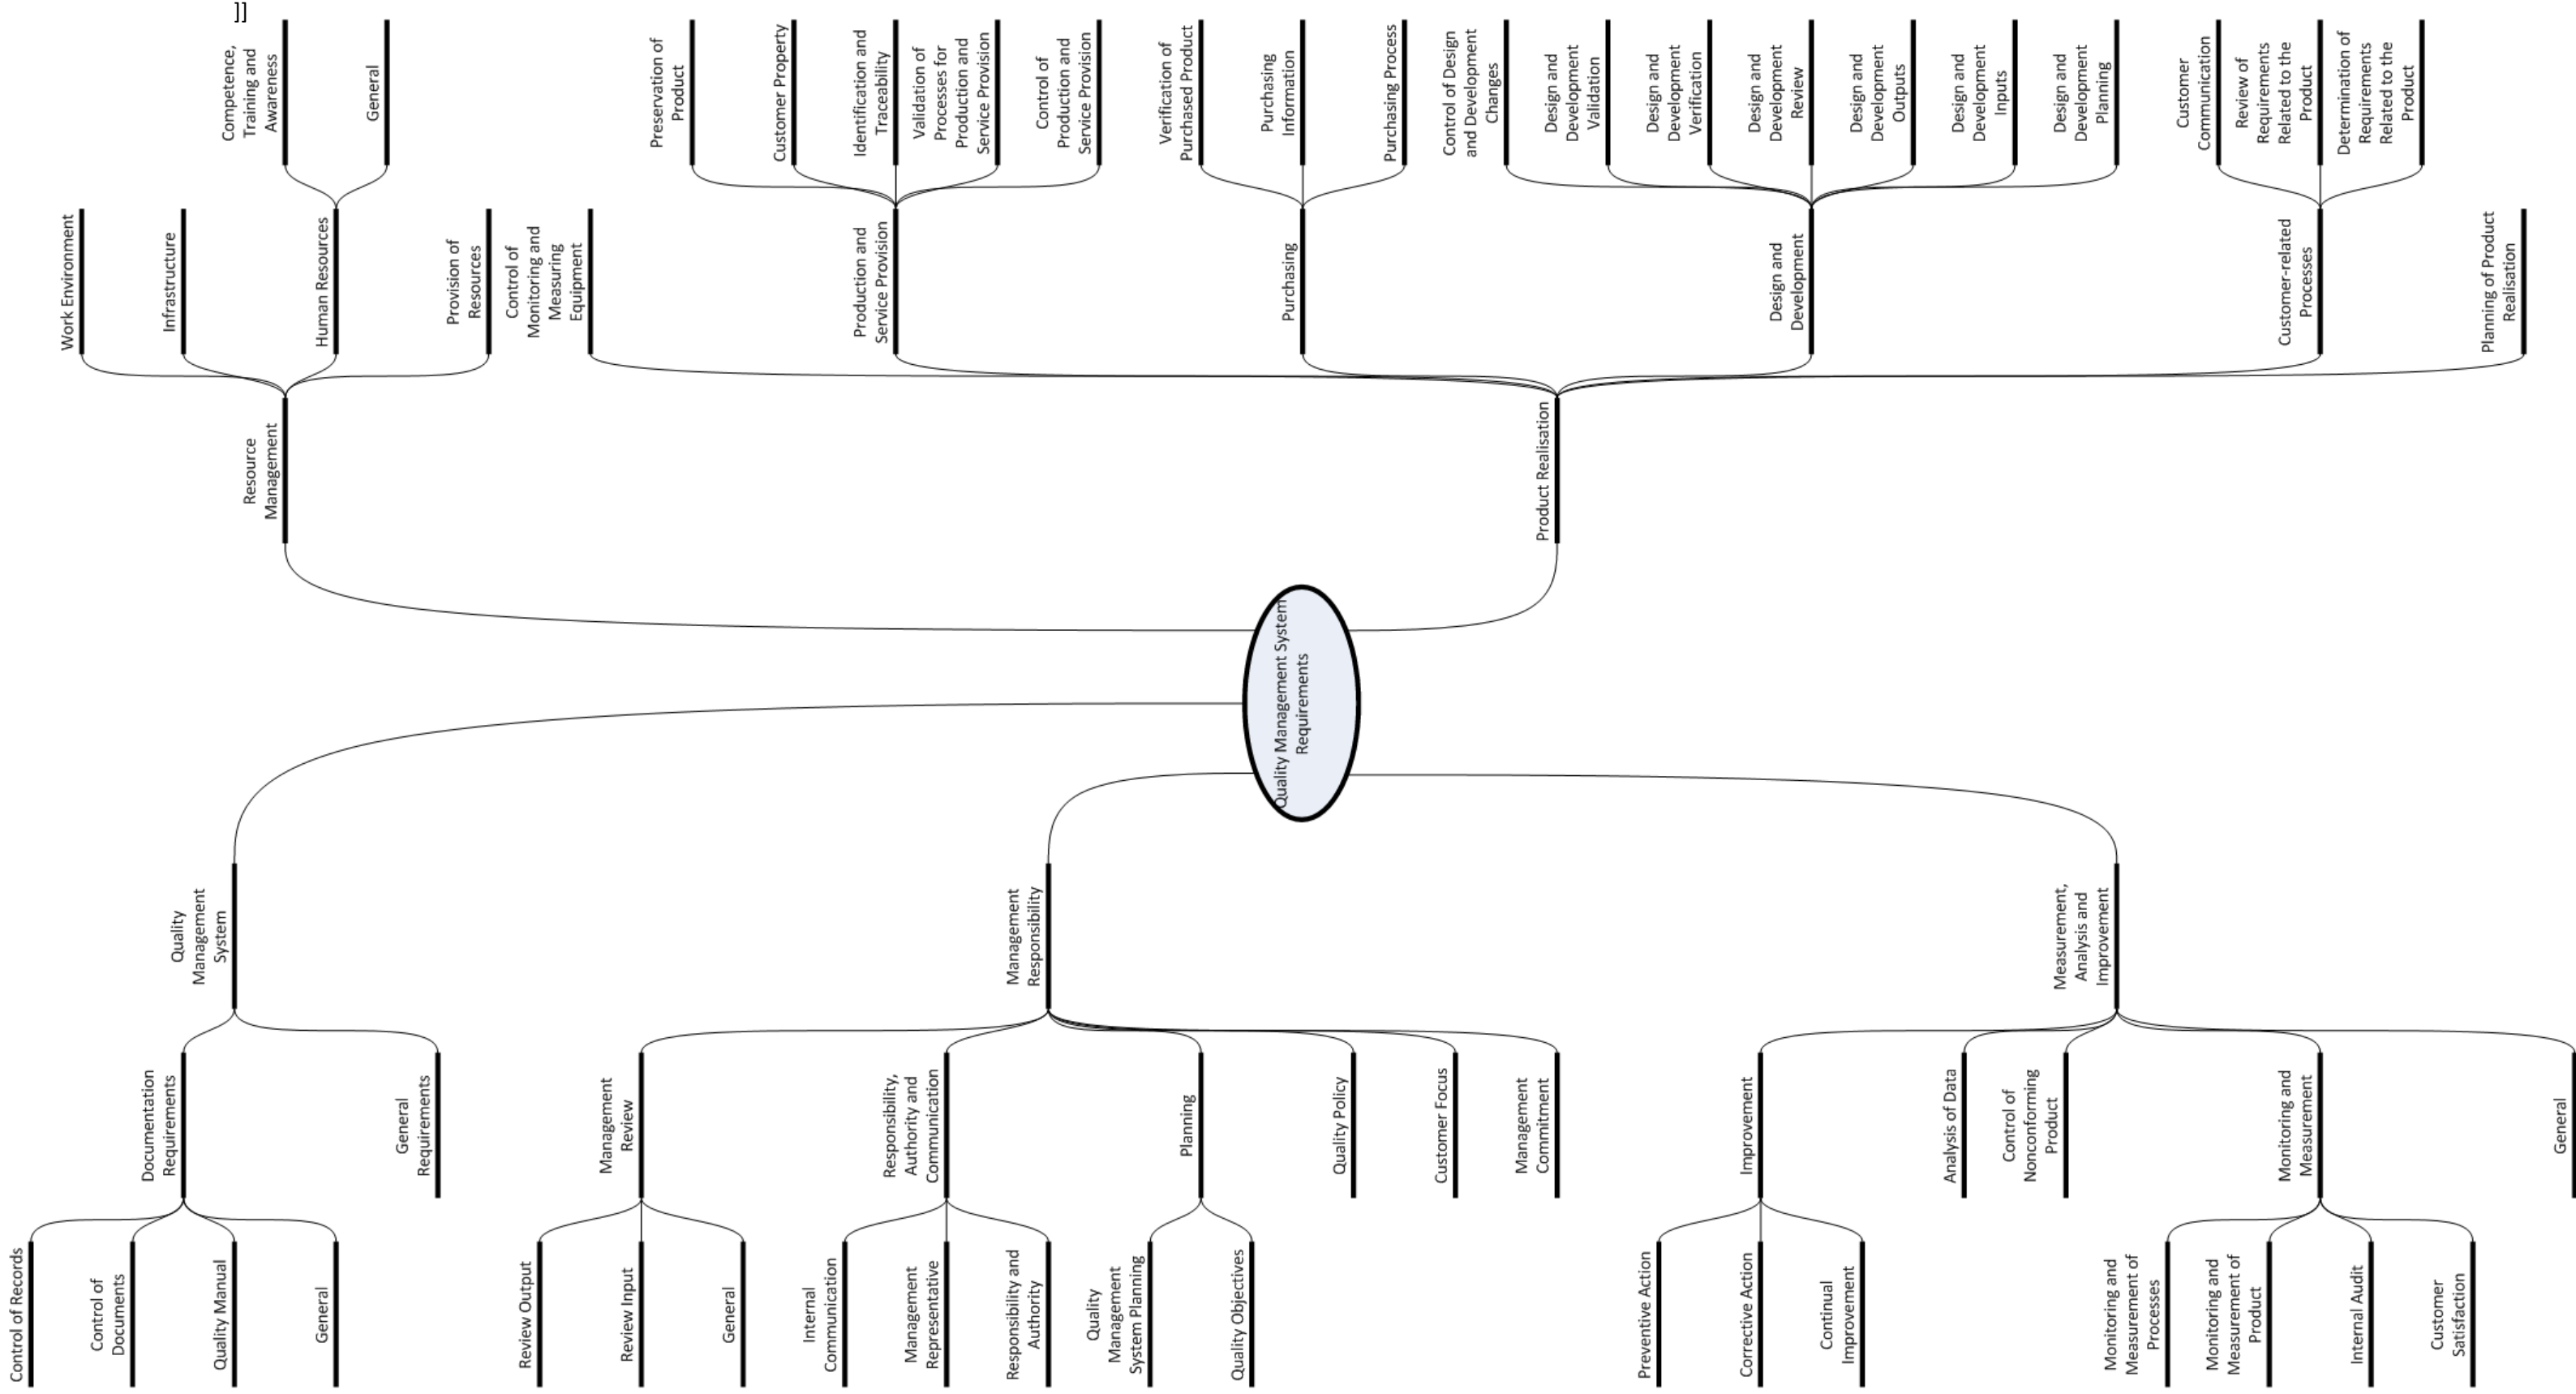 ]]
Competence,
Training and
Awareness
General
Preservation of
Product
Customer Property
Identification and
Traceability
Validation of
Processes for
Production and
Service Provision
Control of
Production and
Service Provision
Verification of
Purchased Product
Purchasing
Information
Purchasing Process
Control of Design
and Development
Changes
Design and
Development
Validation
Design and
Development
Verification
Design and
Development
Review
Design and
Development
Outputs
Design and
Development
Inputs
Design and
Development
Planning
Customer
Communication
Review of
Requirements
Related to the
Product
Determination of
Requirements
Related to the
Product
Work Environment
Infrastructure
Human Resources
Provision of
Resources
Control of
Monitoring and
Measuring
Equipment
Production and
Service Provision
Purchasing
Design and
Development
Customer-related
Processes
Planning of Product
Realisation
Resource
Management
Product Realisation
Quality Management System
Requirements
Quality
Management
System
Management
Responsibility
Measurement,
Analysis and
Improvement
Documentation
Requirements
General
Requirements
Management
Review
Responsibility,
Authority and
Communication
Planning
Quality Policy
Customer Focus
Management
Commitment
Improvement
Analysis of Data
Control of
Nonconforming
Product
Monitoring and
Measurement
General
Control of Records
Control of
Documents
Quality Manual
General
Review Output
Review Input
General
Internal
Communication
Management
Representative
Responsibility and
Authority
Quality
Management
System Planning
Quality Objectives
Preventive Action
Corrective Action
Continual
Improvement
Monitoring and
Measurement of
Processes
Monitoring and
Measurement of
Product
Internal Audit
Customer
Satisfaction